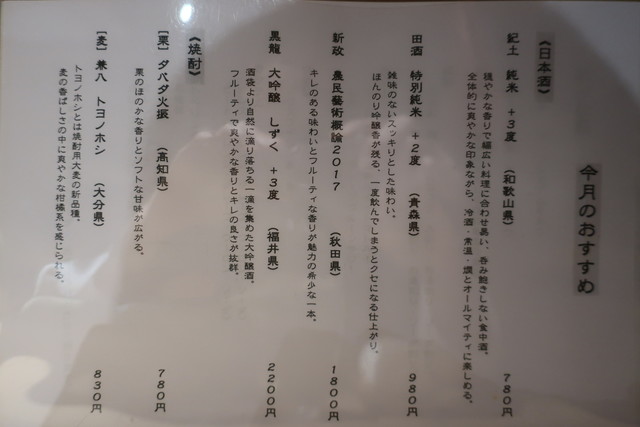 今月のおすすめ
《日本酒》
紀土 純米 +3度 (和歌山県) 780円
穏やかな香りで幅広い料理に合わせ易い、呑み飽きしない食中酒。
全体的に爽やかな印象ながら、冷酒・常温・燗とオールマイティに楽しめる。
田酒 特別純米 +2度 (青森県) 980円
雑味のないスッキリとした味わい。
ほんのり吟醸香が残る、一度飲んでしまうとクセになる仕上がり。
新政 農民藝術概論2017 (秋田県) 1800円
キレのある味わいとフルーティな香りが魅力の希少な一本。
黒龍 大吟醸 しずく +3度 (福井県) 2200円
酒袋より自然に滴り落ちる一滴を集めた大吟醸酒。
フルーティで爽やかな香りとキレの良さが抜群。
《焼酎》
[栗] ダバダ火振 (高知県) 780円
栗のほのかな香りとソフトな甘味が広がる。
[麦] 兼八 トヨノホシ (大分県) 830円
トヨノホシとは焼酎用大麦の新品種。
麦の香ばしさの中に爽やかな柑橘系を感じられる。